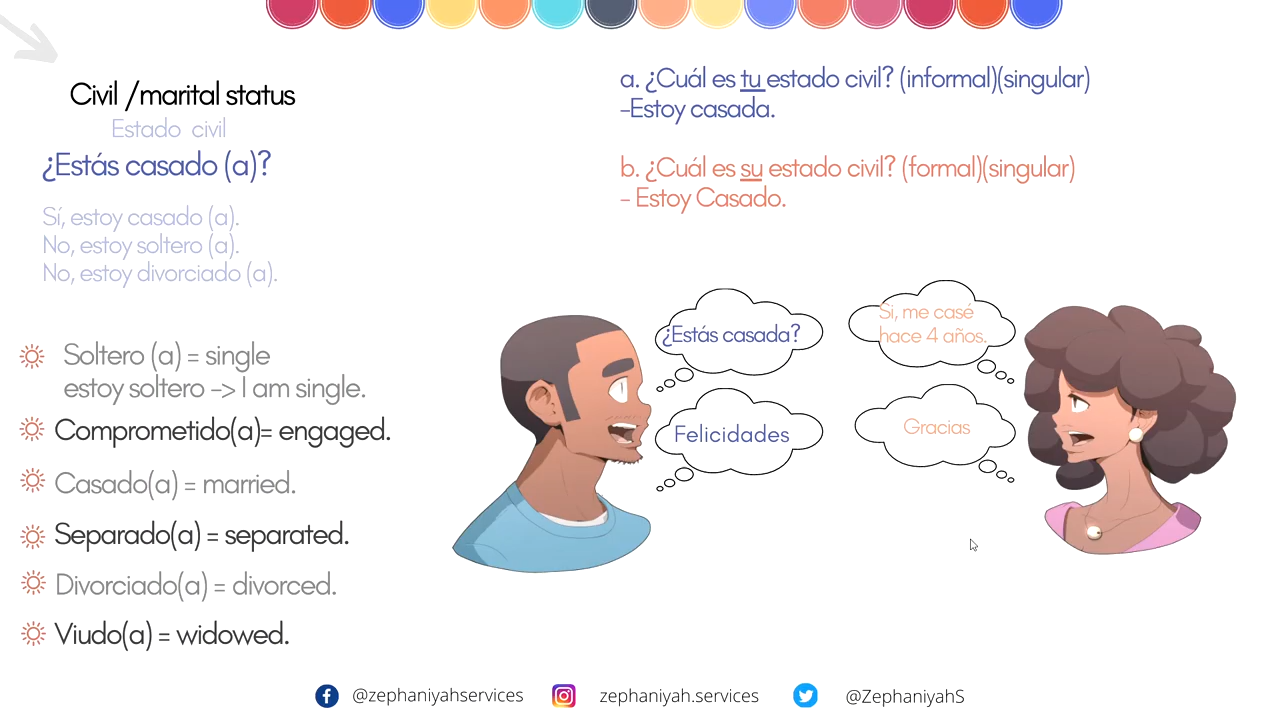 Civil /marital status
Estado civil
¿Estás casado (a)?
Sí, estoy casado (a).
No, estoy soltero (a).
No, estoy divorciado (a).
Soltero (a) = single
estoy soltero -> I am single.
Comprometido(a)= engaged.
Casado(a) = married.
Separado(a) = separated.
Divorciado(a) = divorced.
Viudo(a) = widowed.
a. ¿Cuál es tu estado civil? (informal)(singular)
-Estoy casada.
b. ¿Cuál es su estado civil? (formal)(singular)
- Estoy Casado.
¿Estás casada?
Si, me casé
hace 4 años.
Felicidades
Gracias
@zephaniyahservices
zephaniyah.services
@ZephaniyahS